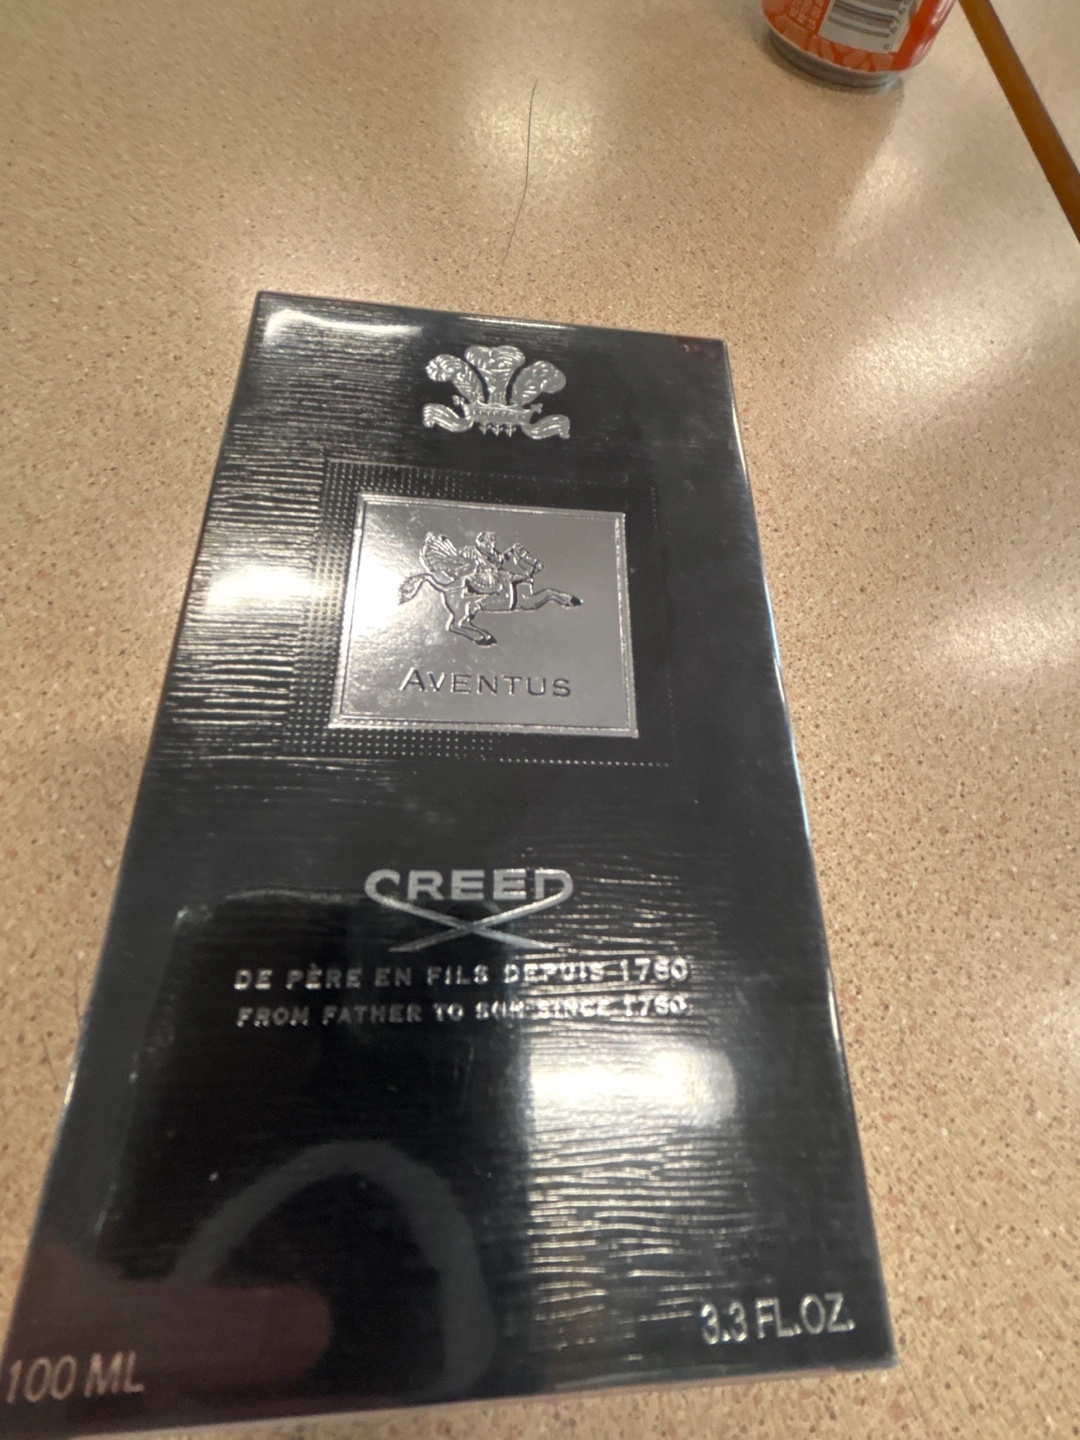 AVENTUS
CREED
DE PÈRE EN FILS DEPUIS 1760
FROM FATHER TO SON SINCE 1760
3.3 FL.OZ.
100 ML